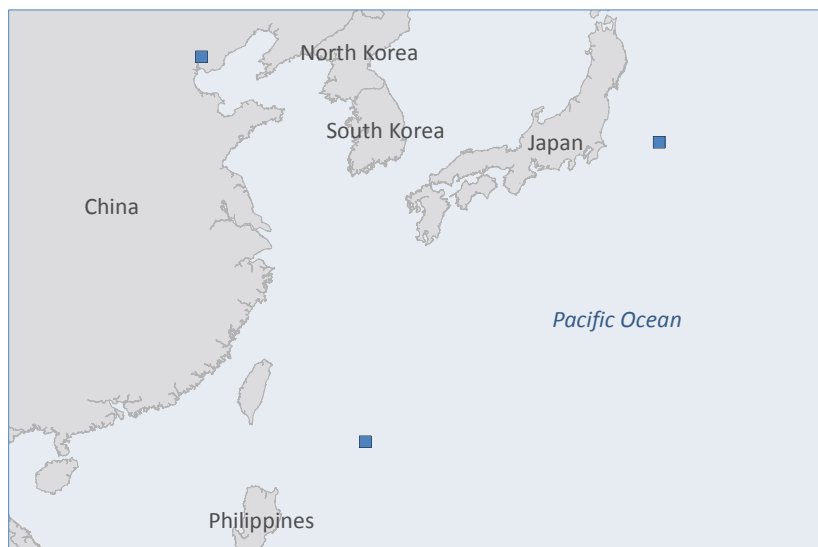 North Korea
South Korea
Japan
China
Pacific Ocean
Philippines